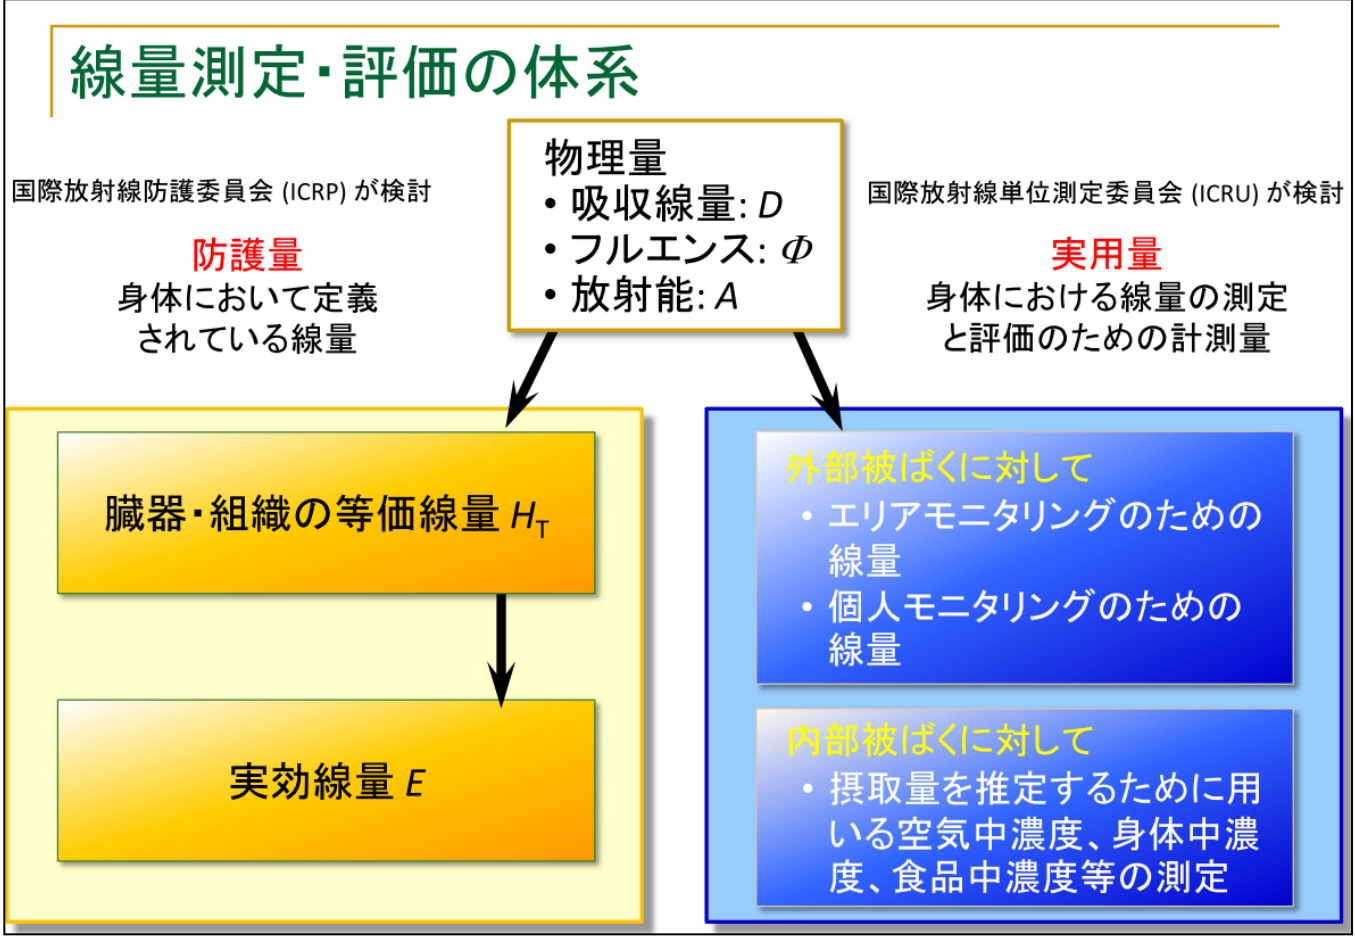 線量測定・評価の体系
物理量
• 吸収線量: D
• フルエンス: Φ
• 放射能: A
国際放射線防護委員会 (ICRP) が検討
防護量
身体において定義
されている線量
国際放射線単位測定委員会 (ICRU) が検討
実用量
身体における線量の測定
と評価のための計測量
臓器・組織の等価線量 HT
実効線量 E
外部被ばくに対して
• エリアモニタリングのための
線量
• 個人モニタリングのための
線量
内部被ばくに対して
• 摂取量を推定するために用
いる空気中濃度、身体中濃
度、食品中濃度等の測定